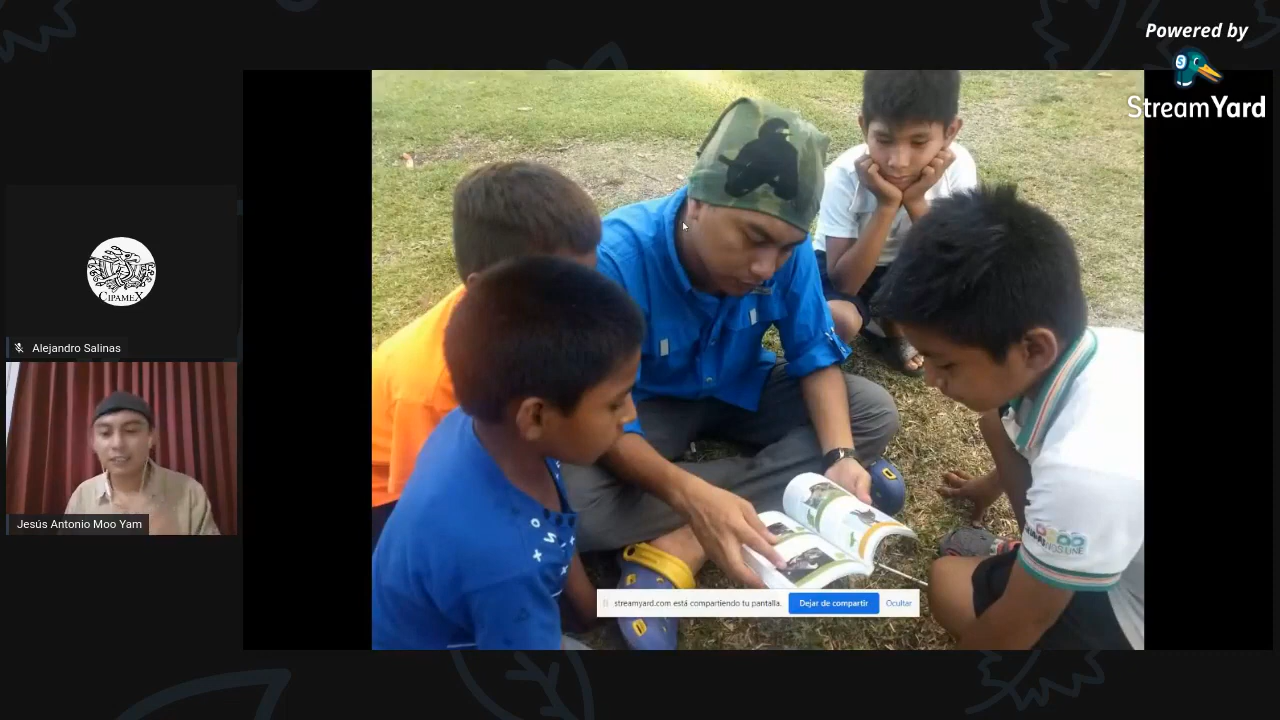 Powered by
StreamYard
CIPAMEX
Alejandro Salinas
Jesús Antonio Moo Yam
streamyard.com está compartiendo tu pantalla.
Dejar de compartir
Ocultar